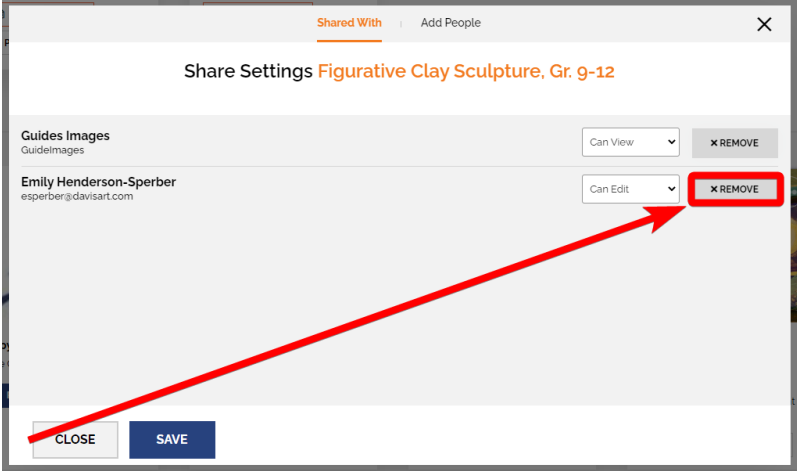 Shared With | Add People
Share Settings Figurative Clay Sculpture, Gr. 9-12
Guides Images
GuideImages
Can View
× REMOVE
Emily Henderson-Sperber
esperber@davisart.com
Can Edit
× REMOVE
CLOSE
SAVE